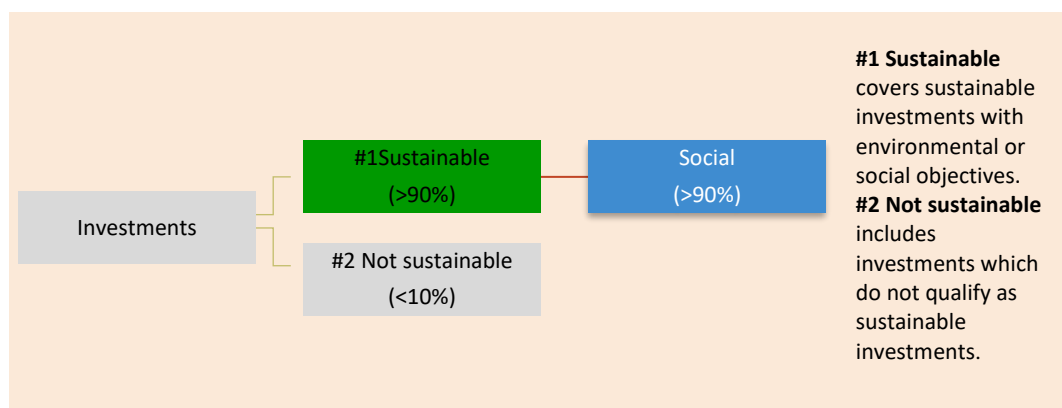 Investments
#1Sustainable
(>90%)
Social
(>90%)
#2 Not sustainable
(<10%)
#1 Sustainable
covers sustainable
investments with
environmental or
social objectives.
#2 Not sustainable
includes
investments which
do not qualify as
sustainable
investments.